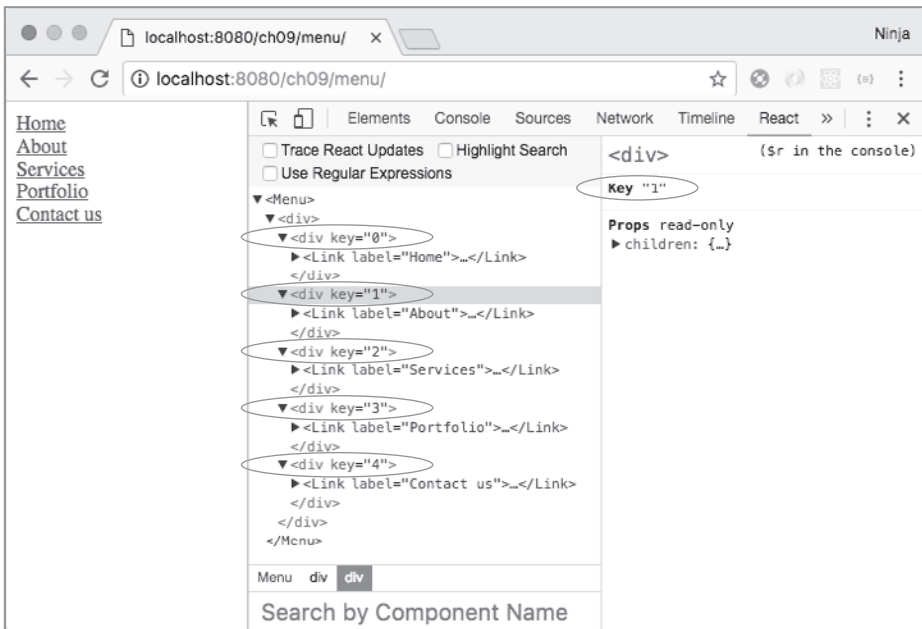 localhost:8080/ch09/menu/ ×
Ninja
localhost:8080/ch09/menu/
Home
About
Services
Portfolio
Contact us
Elements Console Sources Network Timeline React »
Trace React Updates Highlight Search
Use Regular Expressions
▼<Menu>
▼<div>
▼<div key="0">
▶<Link label="Home">…</Link>
</div>
▼<div key="1">
▶<Link label="About">…</Link>
</div>
▼<div key="2">
▶<Link label="Services">…</Link>
</div>
▼<div key="3">
▶<Link label="Portfolio">…</Link>
</div>
▼<div key="4">
▶<Link label="Contact us">…</Link>
</div>
</div>
</Menu>
Menu div div
Search by Component Name
<div> ($r in the console)
Key "1"
Props read-only
▶children: {…}